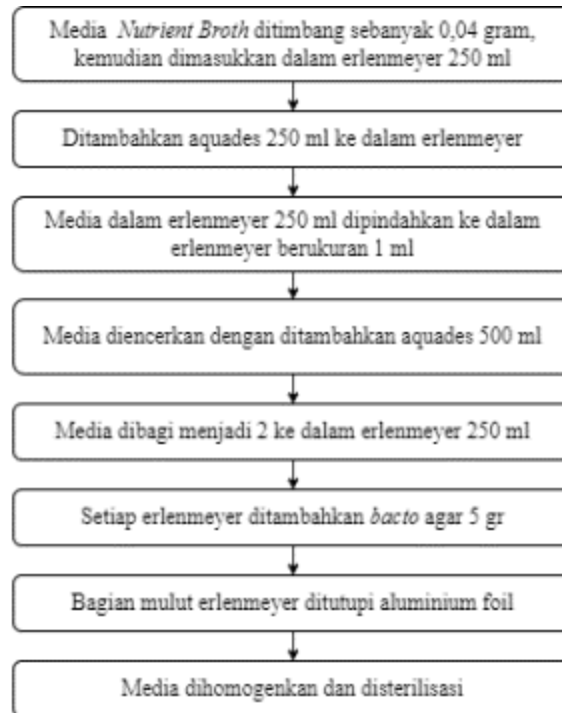 Media Nutrient Broth ditimbang sebanyak 0,04 gram,
kemudian dimasukkan dalam erlenmeyer 250 ml
Ditambahkan aquades 250 ml ke dalam erlenmeyer
Media dalam erlenmeyer 250 ml dipindahkan ke dalam
erlenmeyer berukuran 1 ml
Media diencerkan dengan ditambahkan aquades 500 ml
Media dibagi menjadi 2 ke dalam erlenmeyer 250 ml
Setiap erlenmeyer ditambahkan bacto agar 5 gr
Bagian mulut erlenmeyer ditutupi aluminium foil
Media dihomogenkan dan disterilisasi